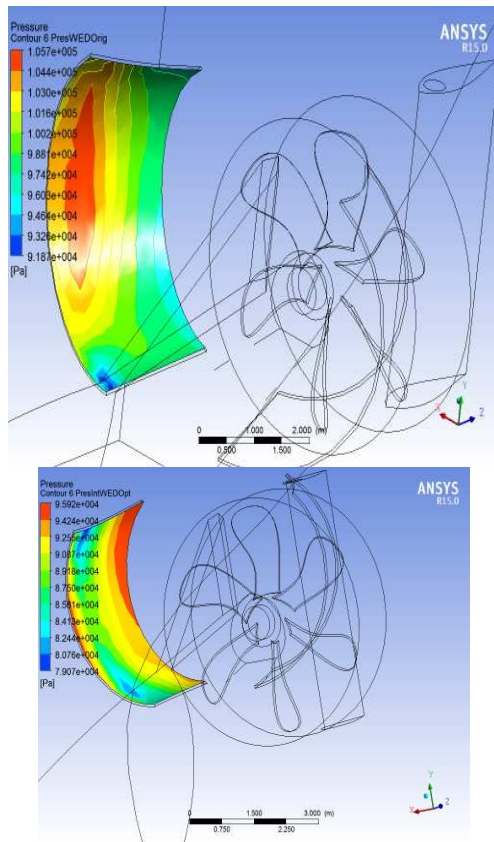 Pressure
Contour 6 PresWEDOrig
1.057e+005
1.044e+005
1.030e+005
1.016e+005
1.002e+005
9.881e+004
9.742e+004
9.603e+004
9.464e+004
9.326e+004
9.187e+004
[Pa]
ANSYS
R15.0
0 1.000 2.000 (m)
0.500 1.500
X Y Z
Pressure
Contour 6 PresIntWEDOpt
9.592e+004
9.424e+004
9.255e+004
9.087e+004
8.918e+004
8.750e+004
8.581e+004
8.413e+004
8.244e+004
8.076e+004
7.907e+004
[Pa]
ANSYS
R15.0
0 1.500 3.000 (m)
0.750 2.250
X Y Z